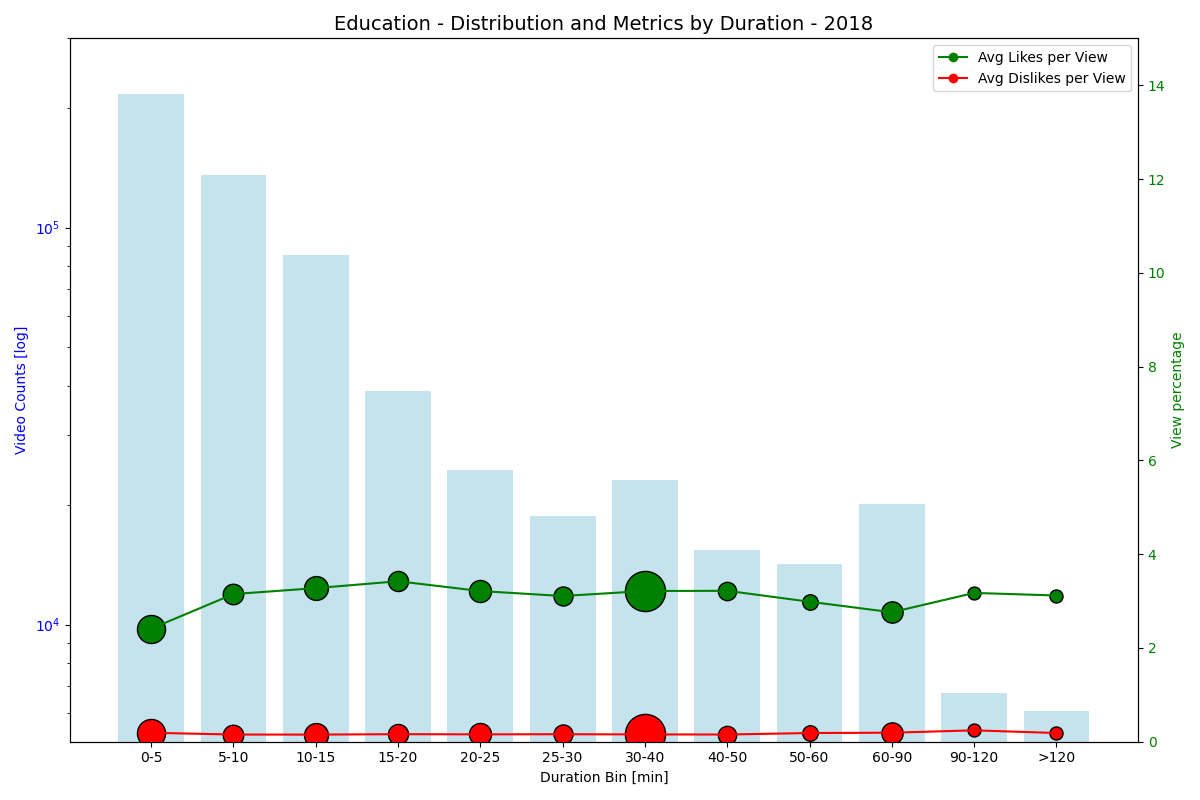 Education - Distribution and Metrics by Duration - 2018
Avg Likes per View
Avg Dislikes per View
Video Counts [log]
10^5
10^4
View percentage
14
12
10
8
6
4
2
0
0-5 5-10 10-15 15-20 20-25 25-30 30-40 40-50 50-60 60-90 90-120 >120
Duration Bin [min]